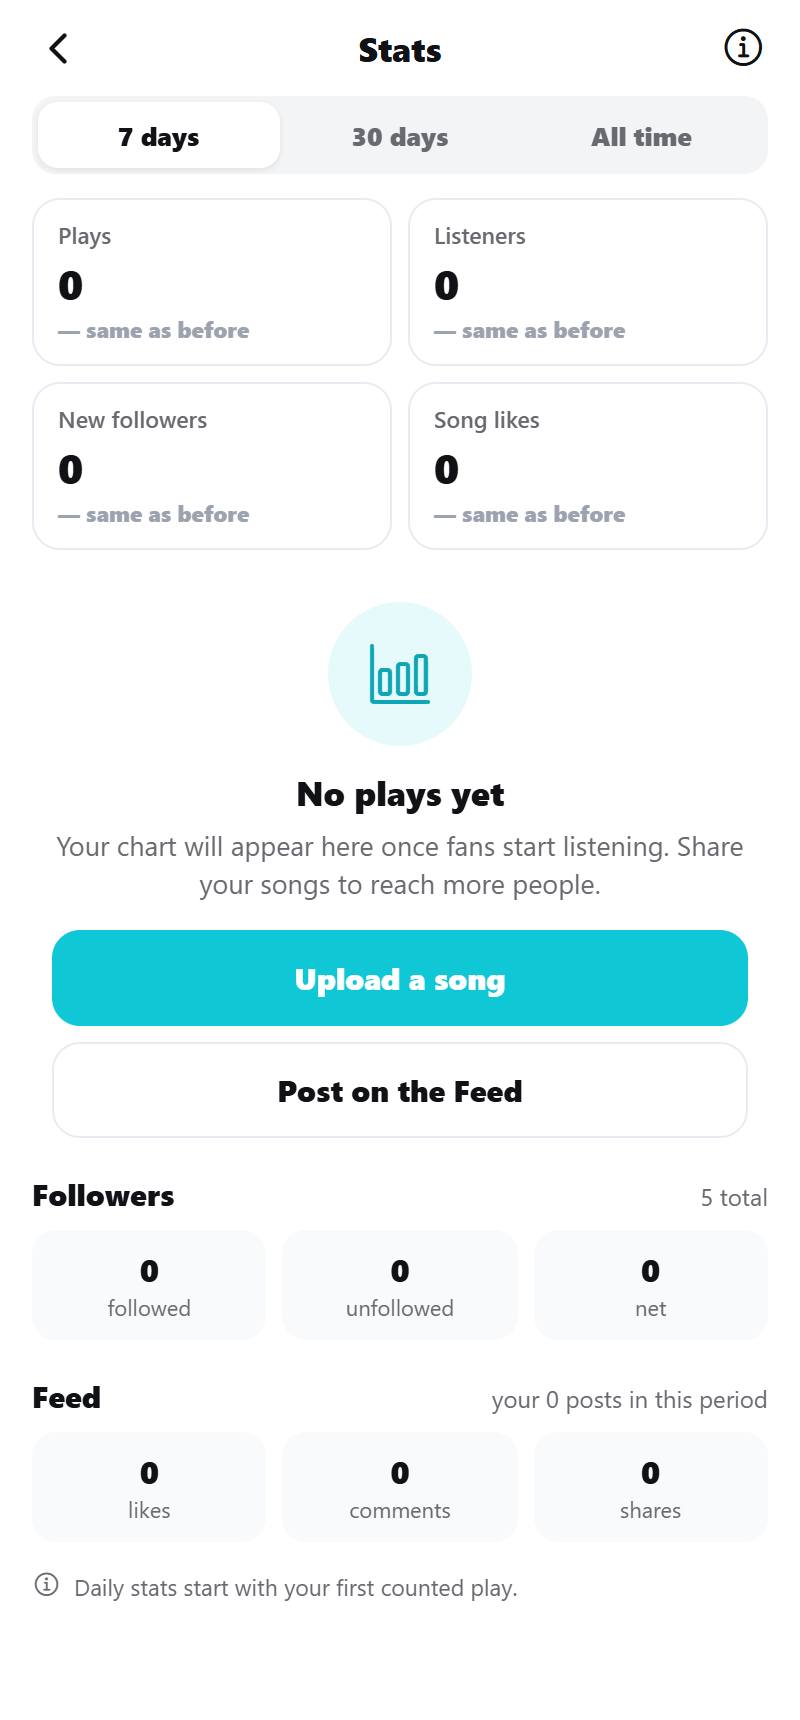 Stats
7 days
30 days
All time
Plays
0
— same as before
Listeners
0
— same as before
New followers
0
— same as before
Song likes
0
— same as before
No plays yet
Your chart will appear here once fans start listening. Share
your songs to reach more people.
Upload a song
Post on the Feed
Followers
5 total
0
followed
0
unfollowed
0
net
Feed
your 0 posts in this period
0
likes
0
comments
0
shares
Daily stats start with your first counted play.